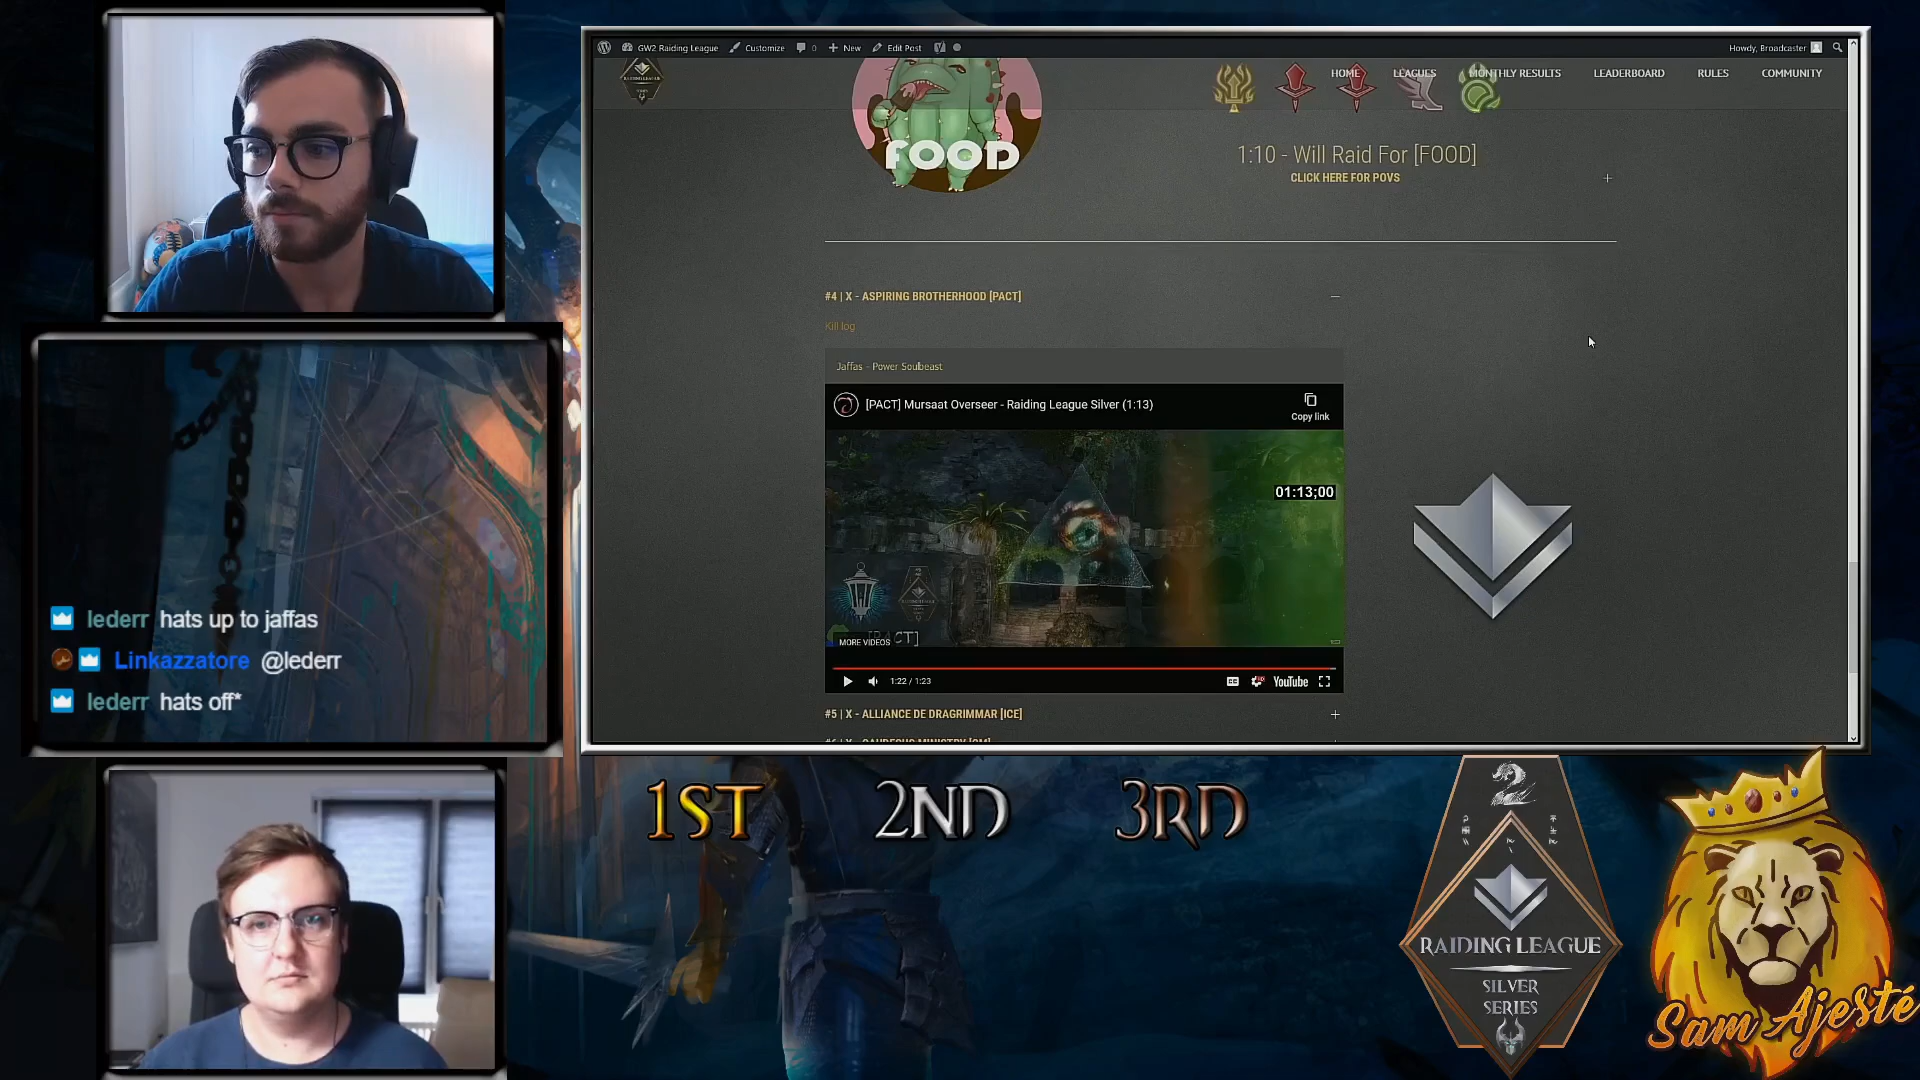 GW2 Raiding League
Customize
0
New
Edit Post
Howdy, Broadcaster
HOME
LEAGUES
MONTHLY RESULTS
LEADERBOARD
RULES
COMMUNITY
FOOD
1:10 - Will Raid For [FOOD]
CLICK HERE FOR POVS
#4 | X - ASPIRING BROTHERHOOD [PACT]
Kill log
Jaffas - Power Soulbeast
[PACT] Mursaat Overseer - Raiding League Silver (1:13)
Copy link
01:13;00
MORE VIDEOS
1:22 / 1:23
YouTube
#5 | X - ALLIANCE DE DRAGRIMMAR [ICE]
lederr hats up to jaffas
Linkazzatore @lederr
lederr hats off*
1ST
2ND
3RD
RAIDING LEAGUE
SILVER
SERIES
Sam Ajesté